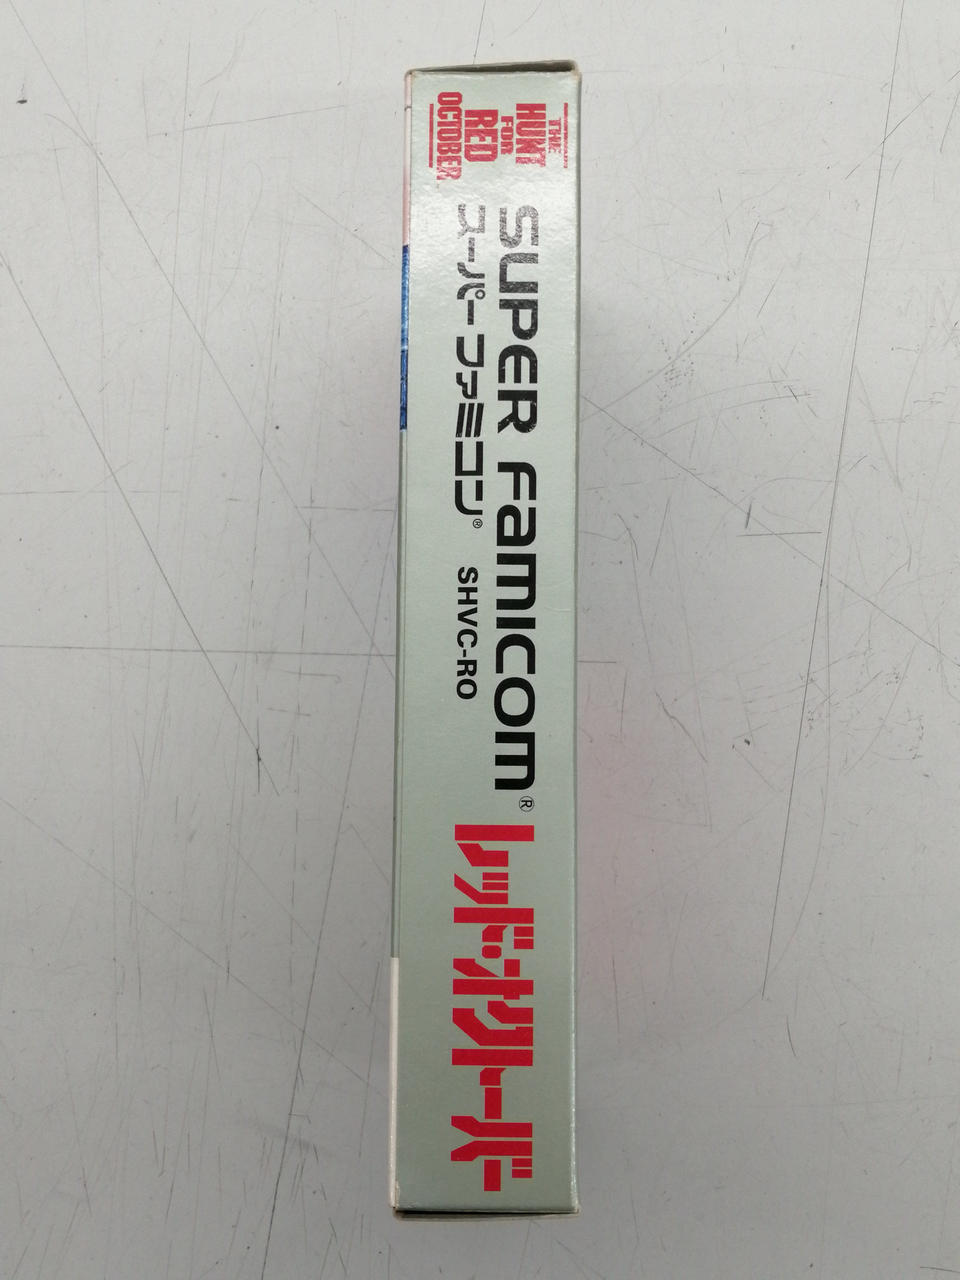 THE
HUNT
FOR
RED
OCTOBER™
SUPER FAMICOM®
スーパーファミコン® SHVC-RO
レッド・オクトーバー